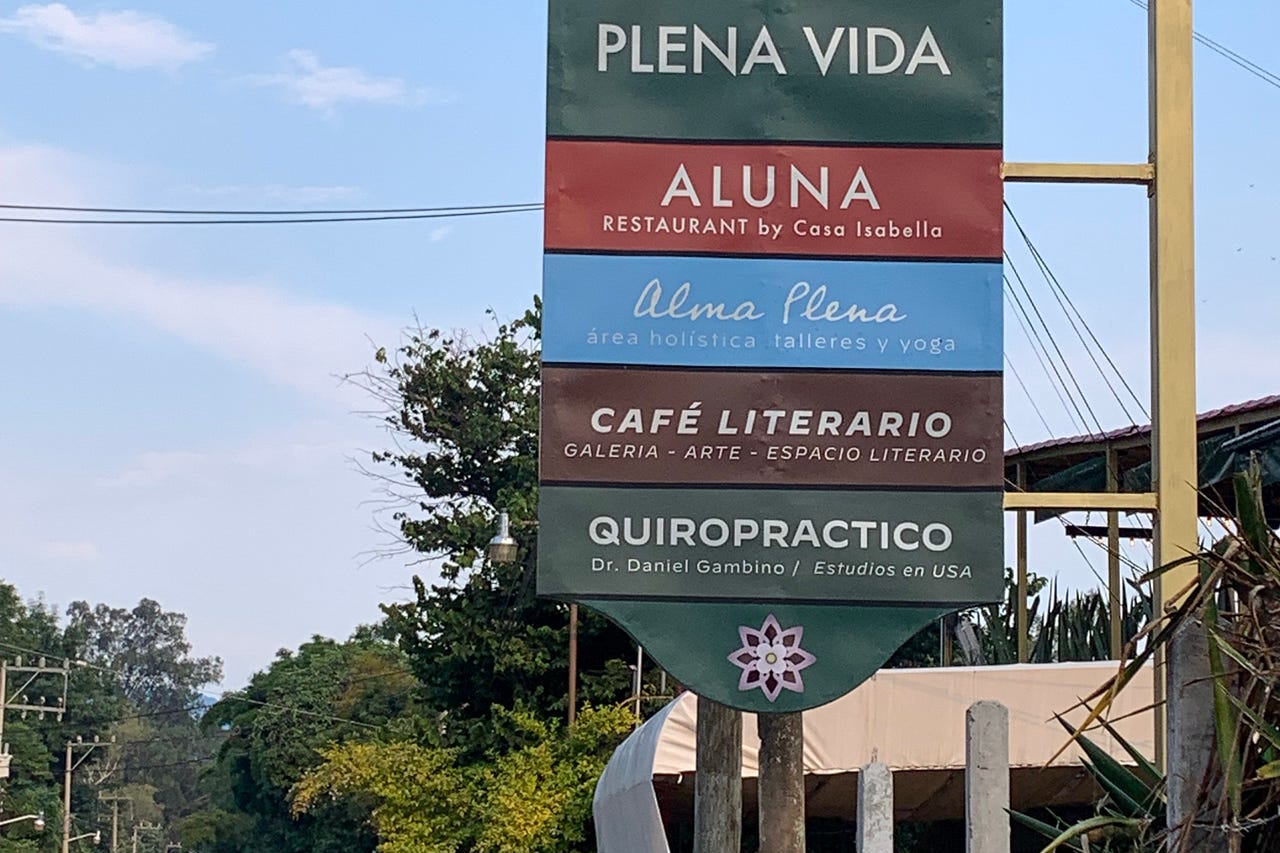 PLENA VIDA
ALUNA
RESTAURANT by Casa Isabella
Alma Plena
área holística talleres y yoga
CAFÉ LITERARIO
GALERIA - ARTE - ESPACIO LITERARIO
QUIROPRACTICO
Dr. Daniel Gambino / Estudios en USA